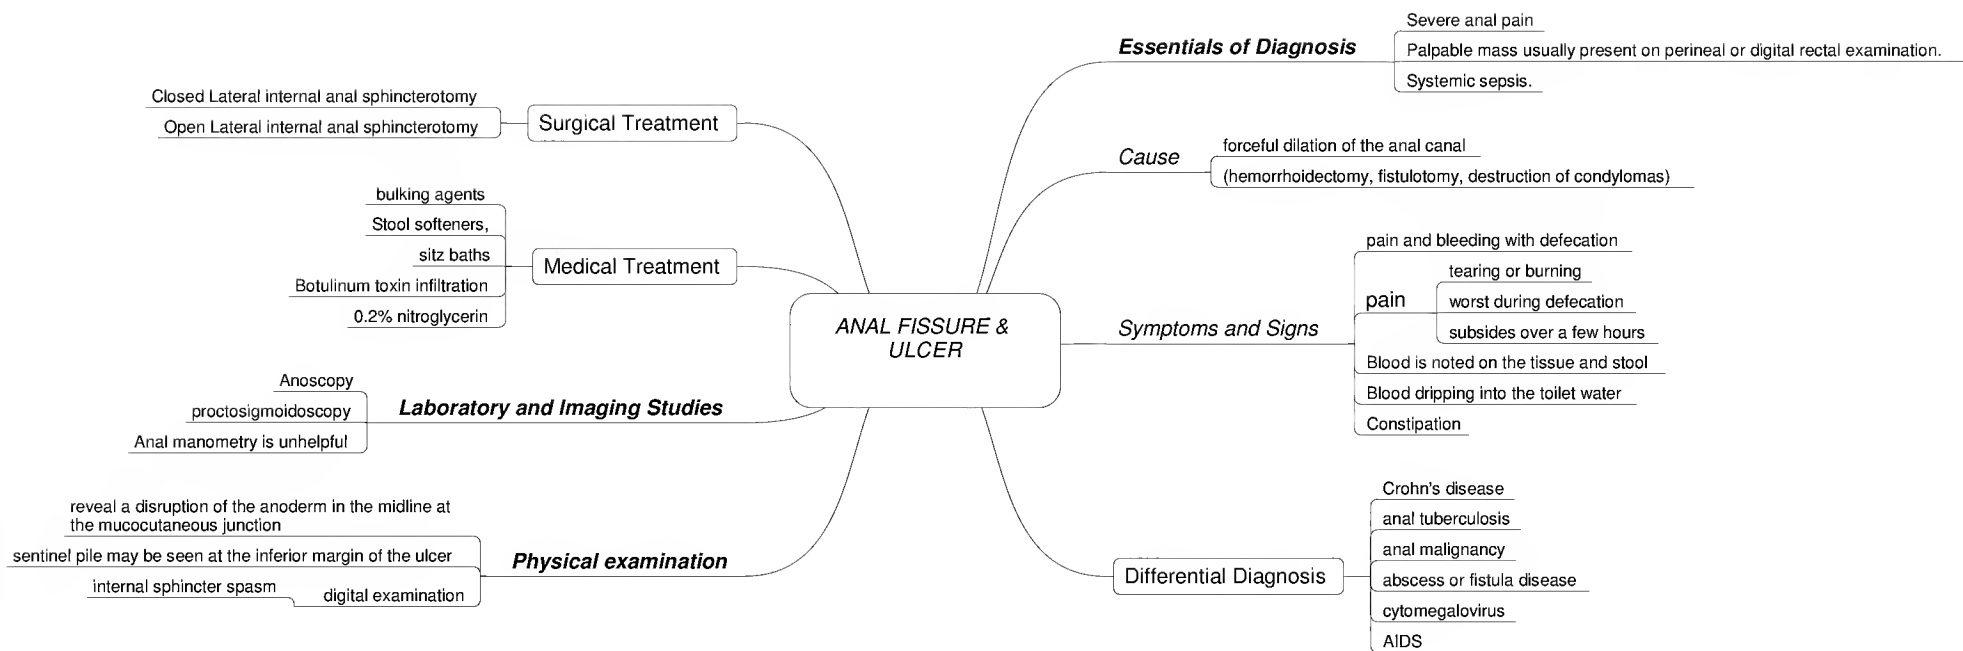 ANAL FISSURE &
ULCER
Essentials of Diagnosis
Severe anal pain
Palpable mass usually present on perineal or digital rectal examination.
Systemic sepsis.
Cause
forceful dilation of the anal canal
(hemorrhoidectomy, fistulotomy, destruction of condylomas)
Symptoms and Signs
pain and bleeding with defecation
pain
tearing or burning
worst during defecation
subsides over a few hours
Blood is noted on the tissue and stool
Blood dripping into the toilet water
Constipation
Differential Diagnosis
Crohn's disease
anal tuberculosis
anal malignancy
abscess or fistula disease
cytomegalovirus
AIDS
Surgical Treatment
Closed Lateral internal anal sphincterotomy
Open Lateral internal anal sphincterotomy
Medical Treatment
bulking agents
Stool softeners,
sitz baths
Botulinum toxin infiltration
0.2% nitroglycerin
Laboratory and Imaging Studies
Anoscopy
proctosigmoidoscopy
Anal manometry is unhelpful
Physical examination
reveal a disruption of the anoderm in the midline at
the mucocutaneous junction
sentinel pile may be seen at the inferior margin of the ulcer
digital examination
internal sphincter spasm